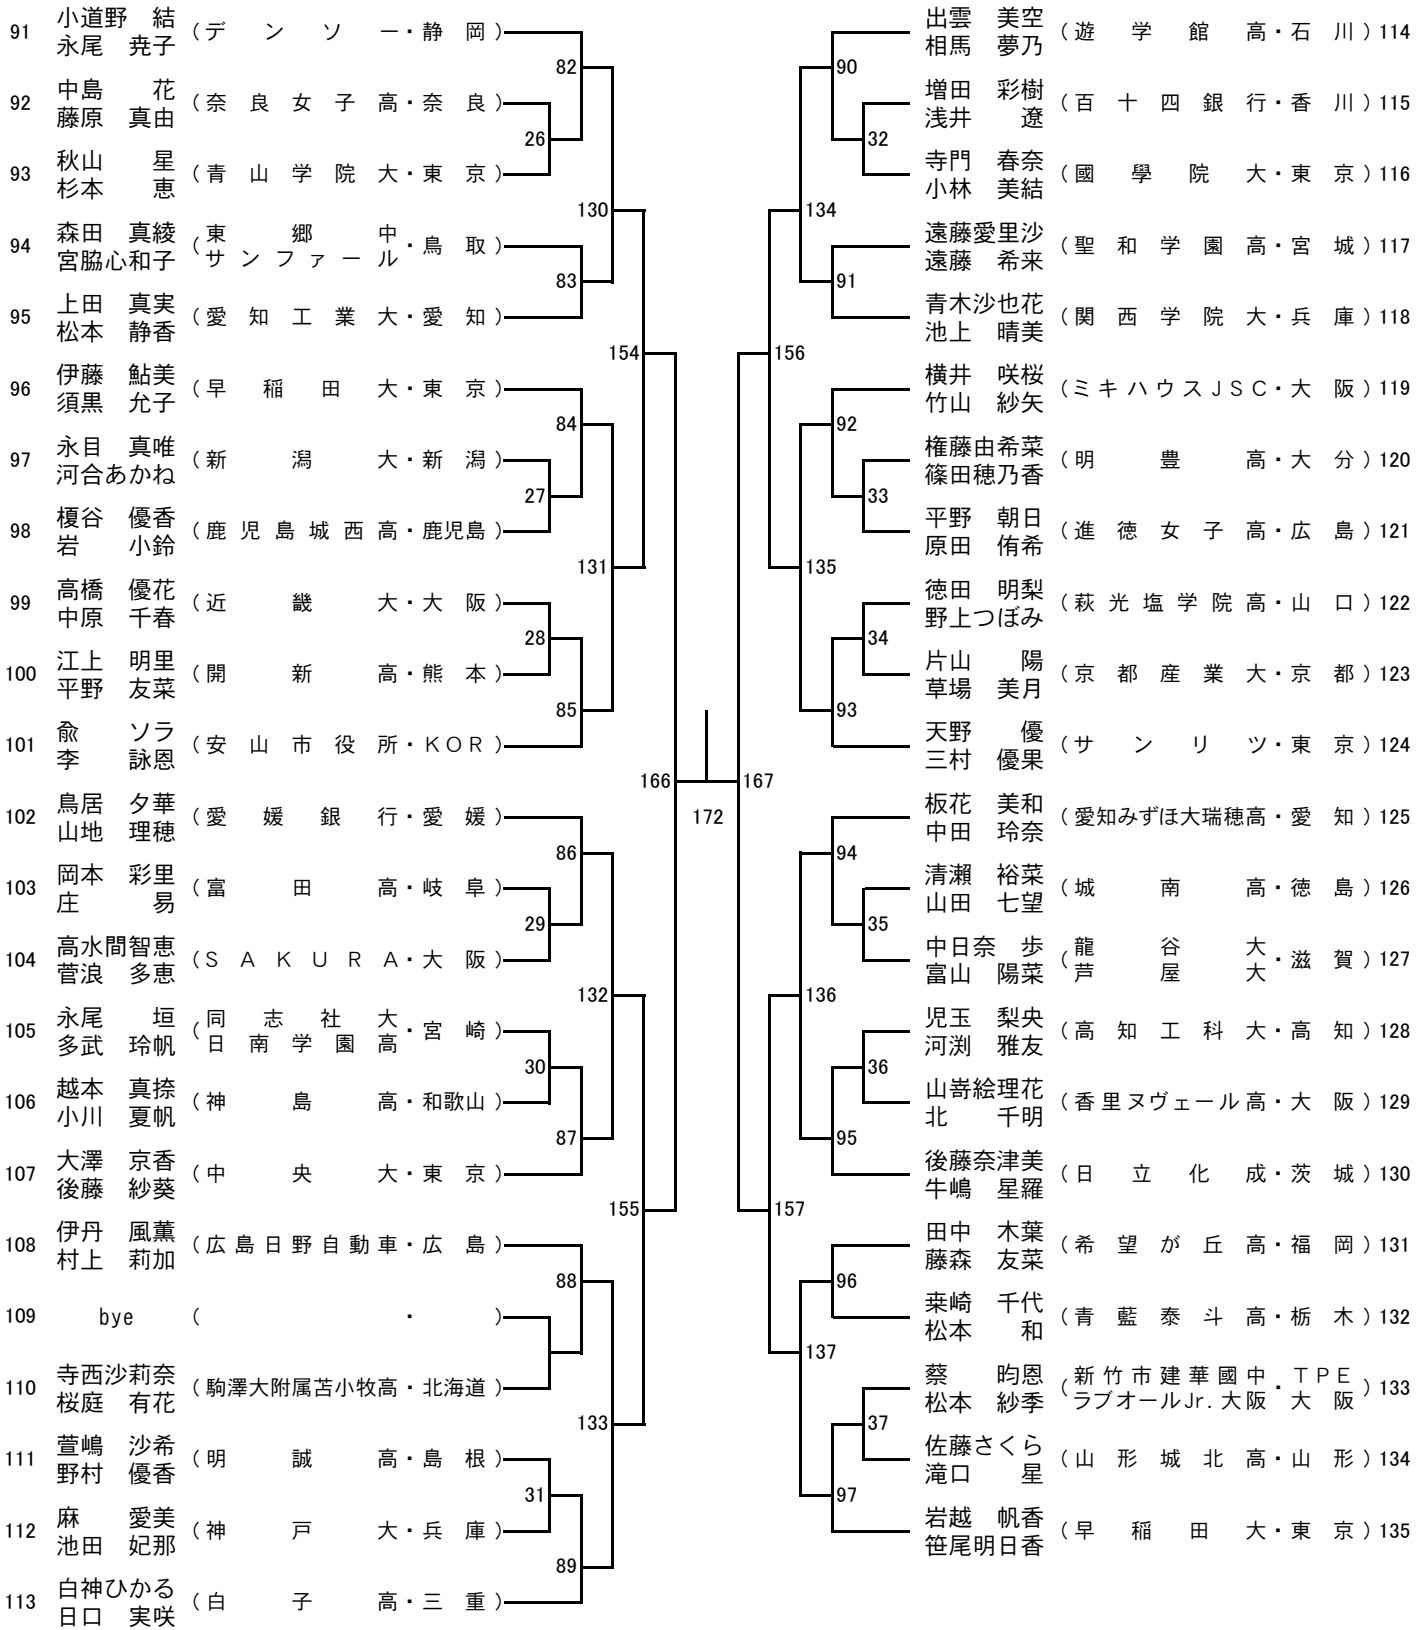 91 小道野 結 永尾 尭子 (デンソー・静岡)
92 中島 花 藤原 真由 (奈良女子高・奈良)
93 秋山 星 杉本 恵 (青山学院大・東京)
94 森田 真綾 宮脇心和子 (東郷中 サンファール・鳥取)
95 上田 真実 松本 静香 (愛知工業大・愛知)
96 伊藤 鮎美 須黒 允子 (早稲田大・東京)
97 永目 真唯 河合あかね (新潟大・新潟)
98 榎谷 優香 岩 小鈴 (鹿児島城西高・鹿児島)
99 高橋 優花 中原 千春 (近畿大・大阪)
100 江上 明里 平野 友菜 (開新高・熊本)
101 兪 ソラ 李 詠恩 (安山市役所・KOR)
102 鳥居 夕華 山地 理穂 (愛媛銀行・愛媛)
103 岡本 彩里 庄 易 (富田高・岐阜)
104 高水間智恵 菅浪 多恵 (SAKURA・大阪)
105 永尾 垣 多武 玲帆 (同志社大 日南学園高・宮崎)
106 越本 真捺 小川 夏帆 (神島高・和歌山)
107 大澤 京香 後藤 紗葵 (中央大・東京)
108 伊丹 風薫 村上 莉加 (広島日野自動車・広島)
109 bye ( ・ )
110 寺西沙莉奈 桜庭 有花 (駒澤大附属苫小牧高・北海道)
111 萱嶋 沙希 野村 優香 (明誠高・島根)
112 麻 愛美 池田 妃那 (神戸大・兵庫)
113 白神ひかる 日口 実咲 (白子高・三重)
82
26
130
83
154
84
27
131
28
85
166
86
29
132
30
87
155
88
133
31
89
172
167
90
32
134
91
156
92
33
135
34
93
94
35
136
36
95
157
96
137
37
97
出雲 美空 相馬 夢乃 (遊学館高・石川) 114
増田 彩樹 浅井 遼 (百十四銀行・香川) 115
寺門 春奈 小林 美結 (國學院大・東京) 116
遠藤愛里沙 遠藤 希来 (聖和学園高・宮城) 117
青木沙也花 池上 晴美 (関西学院大・兵庫) 118
横井 咲桜 竹山 紗矢 (ミキハウスJSC・大阪) 119
権藤由希菜 篠田穂乃香 (明豊高・大分) 120
平野 朝日 原田 侑希 (進徳女子高・広島) 121
徳田 明梨 野上つぼみ (萩光塩学院高・山口) 122
片山 陽 草場 美月 (京都産業大・京都) 123
天野 優 三村 優果 (サンリツ・東京) 124
板花 美和 中田 玲奈 (愛知みずほ大瑞穂高・愛知) 125
清瀬 裕菜 山田 七望 (城南高・徳島) 126
中日奈 歩 富山 陽菜 (龍谷大 芦屋大・滋賀) 127
児玉 梨央 河渕 雅友 (高知工科大・高知) 128
山嵜絵理花 北 千明 (香里ヌヴェール高・大阪) 129
後藤奈津美 牛嶋 星羅 (日立化成・茨城) 130
田中 木葉 藤森 友菜 (希望が丘高・福岡) 131
桒崎 千代 松本 和 (青藍泰斗高・栃木) 132
蔡 昀恩 松本 紗季 (新竹市建華國中・TPE ラブオールJr.大阪 大阪) 133
佐藤さくら 滝口 星 (山形城北高・山形) 134
岩越 帆香 笹尾明日香 (早稲田大・東京) 135